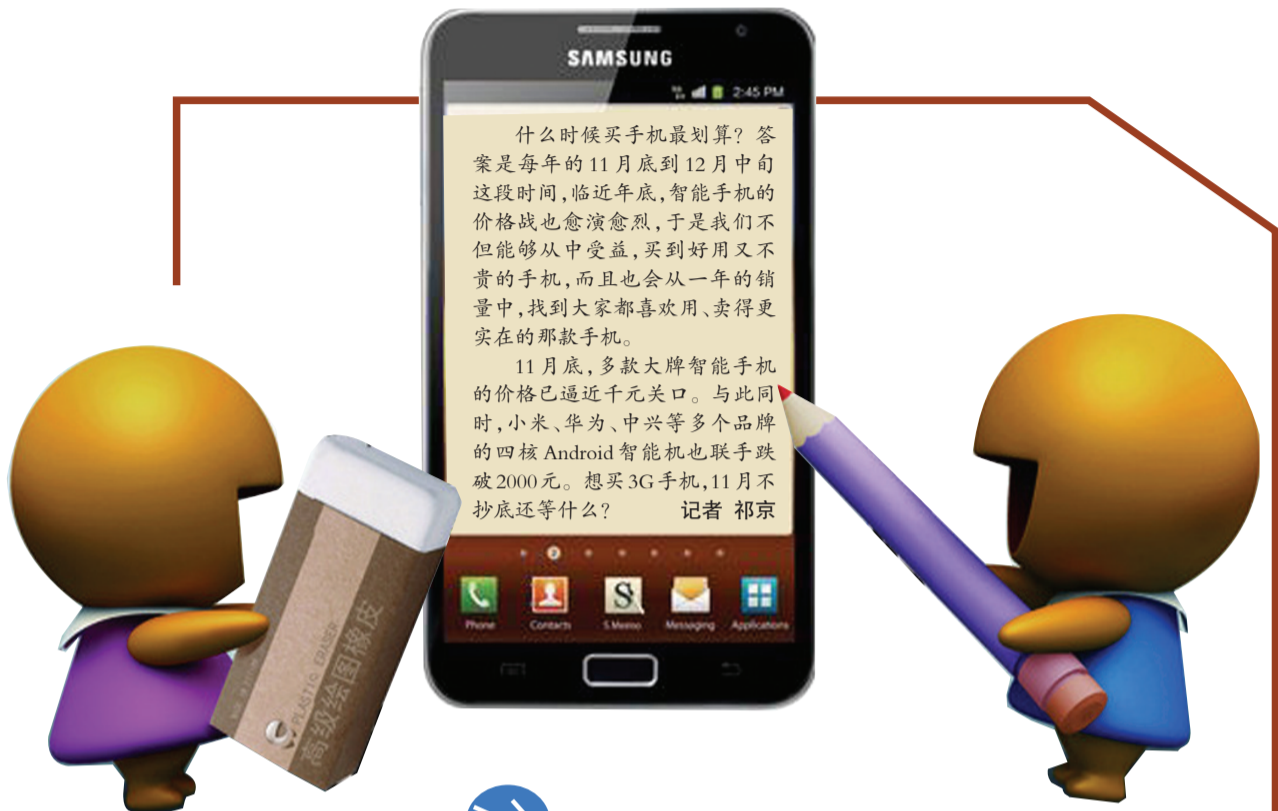 SAMSUNG
2:45 PM
什么时候买手机最划算？答
案是每年的11月底到12月中旬
这段时间，临近年底，智能手机的
价格战也愈演愈烈，于是我们不
但能够从中受益，买到好用又不
贵的手机，而且也会从一年的销
量中，找到大家都喜欢用、卖得更
实在的那款手机。
11月底，多款大牌智能手机
的价格已逼近千元关口。与此同
时，小米、华为、中兴等多个品牌
的四核Android智能机也联手跌
破2000元。想买3G手机，11月不
抄底还等什么？ 记者 祁京
Phone Contacts S Memo Messaging Applications
PLASTIC ERASER
高级绘图橡皮